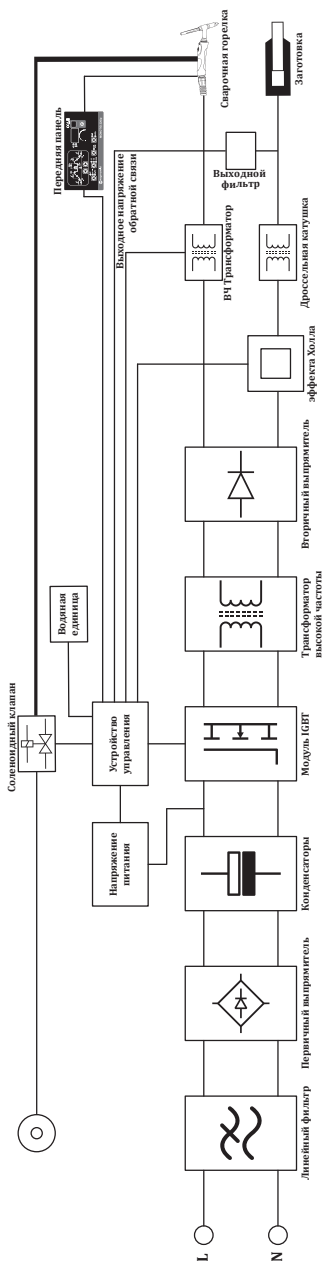 Соленоидный клапан
Передняя панель
Сварочная горелка
Заготовка
Водяная
единица
Выходное напряжение
обратной связи
Выходной
фильтр
Устройство
управления
Напряжение
питания
ВЧ Трансформатор
Дроссельная катушка
L
N
Линейный фильтр
Первичный выпрямитель
Конденсаторы
Модуль IGBT
Трансформатор
высокой частоты
Вторичный выпрямитель
эффекта Холла